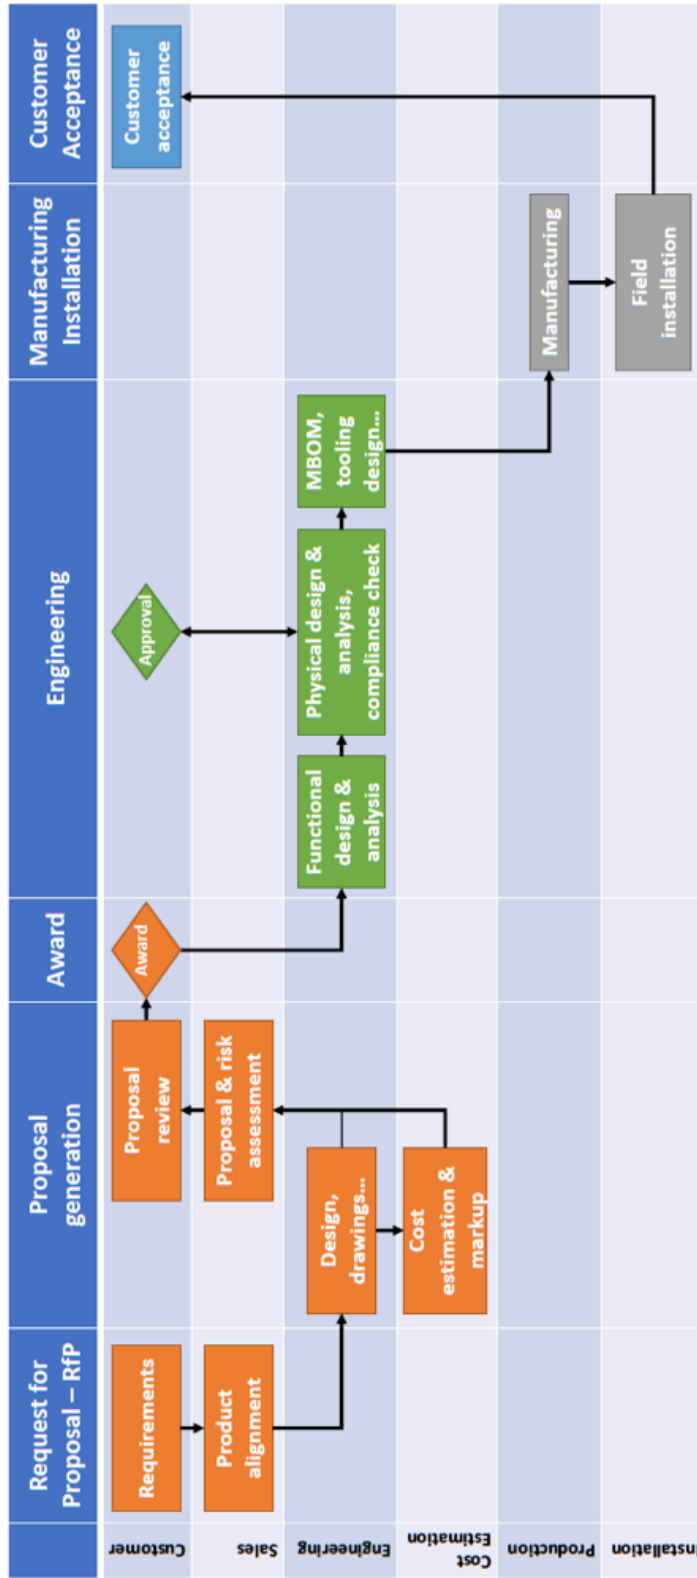 Request for
Proposal – RfP
Proposal
generation
Award
Engineering
Manufacturing
Installation
Customer
Acceptance
Customer
Requirements
Proposal
review
Award
Approval
Customer
acceptance
Sales
Product
alignment
Proposal & risk
assessment
Engineering
Design,
drawings...
Functional
design &
analysis
Physical design &
analysis,
compliance check
MBOM,
tooling
design...
Cost
Estimation
Cost
estimation &
markup
Production
Manufacturing
Installation
Field
installation